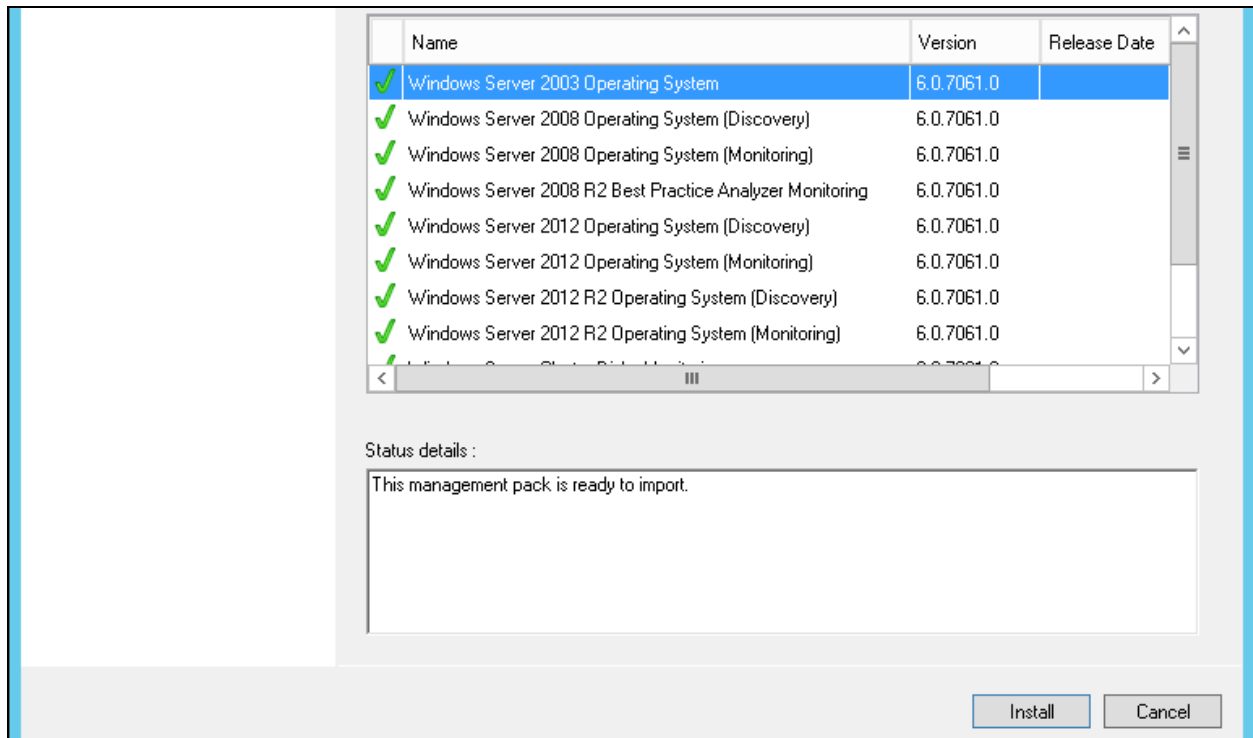 Name Version Release Date
Windows Server 2003 Operating System 6.0.7061.0
Windows Server 2008 Operating System (Discovery) 6.0.7061.0
Windows Server 2008 Operating System (Monitoring) 6.0.7061.0
Windows Server 2008 R2 Best Practice Analyzer Monitoring 6.0.7061.0
Windows Server 2012 Operating System (Discovery) 6.0.7061.0
Windows Server 2012 Operating System (Monitoring) 6.0.7061.0
Windows Server 2012 R2 Operating System (Discovery) 6.0.7061.0
Windows Server 2012 R2 Operating System (Monitoring) 6.0.7061.0
Status details :
This management pack is ready to import.
Install Cancel